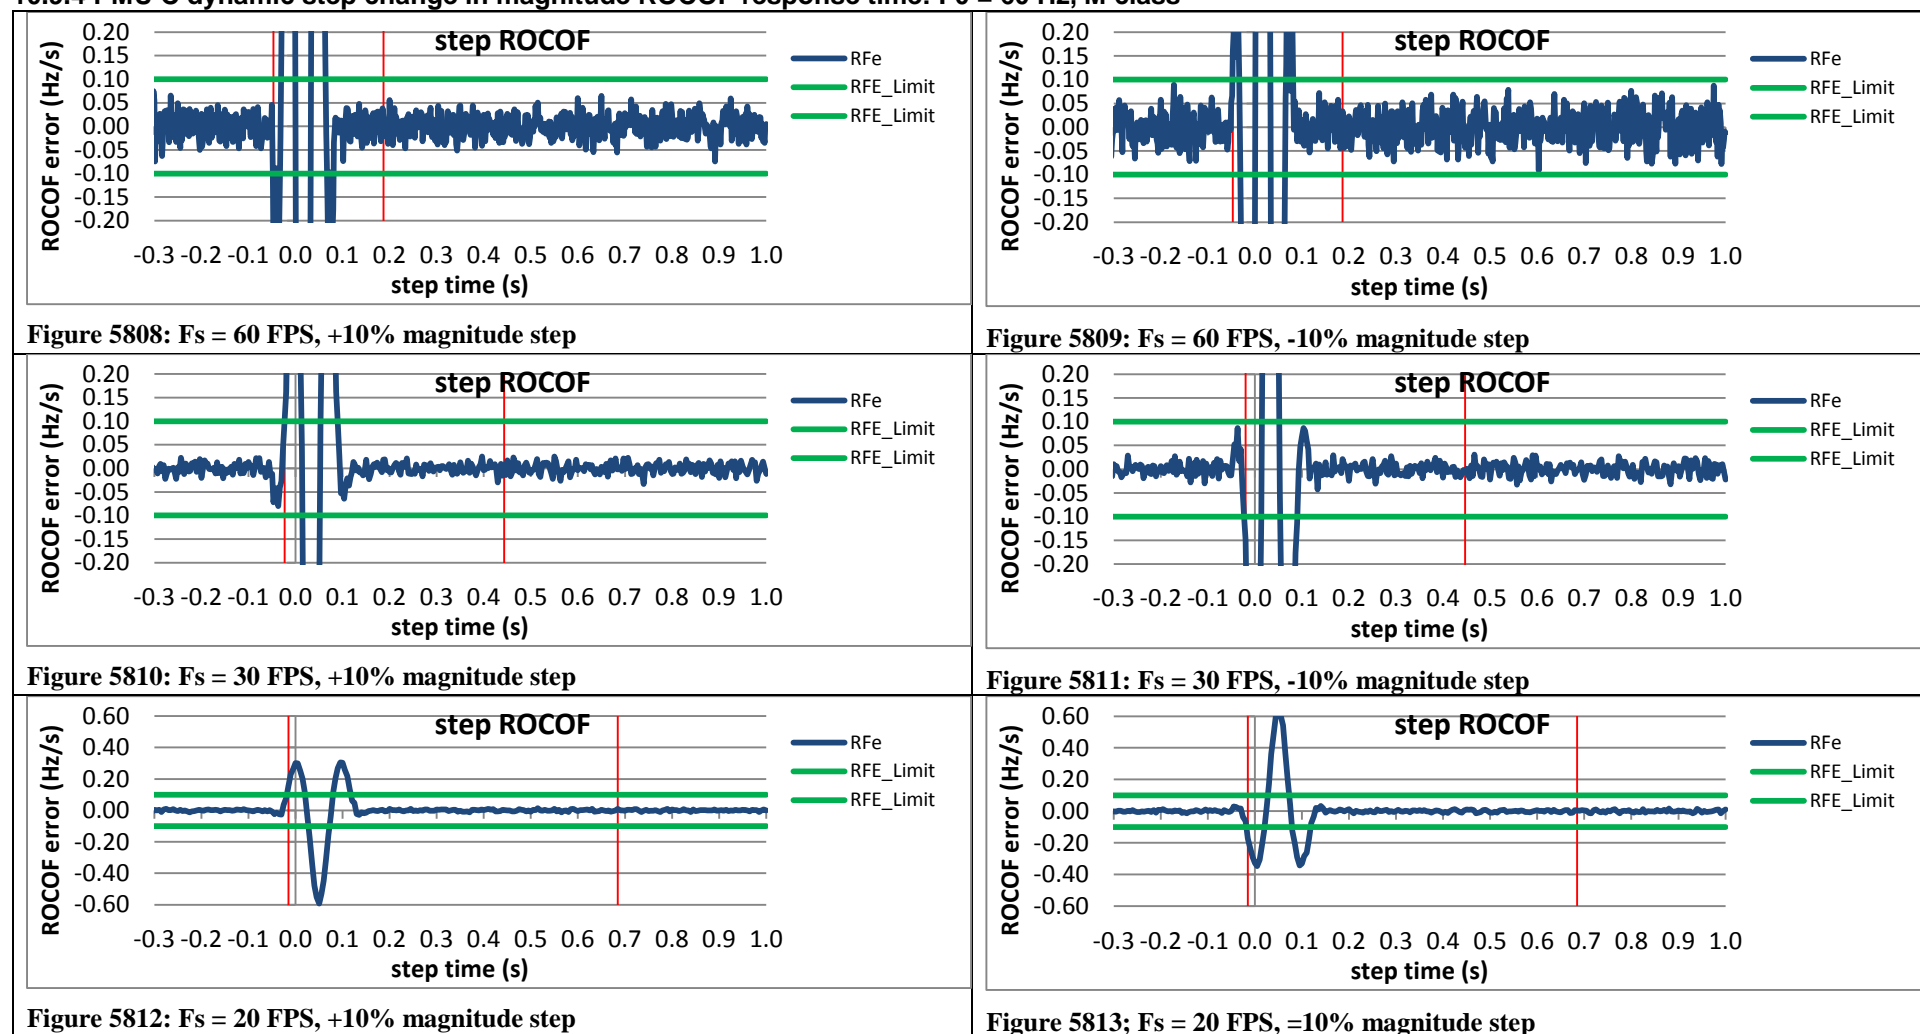 dynamic step change in magnitude ROCOF response time: = 60 Hz, M class
step ROCOF
ROCOF error (Hz/s)
0.20
0.15
0.10
0.05
0.00
-0.05
-0.10
-0.15
-0.20
-0.3 -0.2 -0.1 0.0 0.1 0.2 0.3 0.4 0.5 0.6 0.7 0.8 0.9 1.0
step time (s)
RFe
RFE_Limit
RFE_Limit
Figure 5808: Fs = 60 FPS, +10% magnitude step
step ROCOF
ROCOF error (Hz/s)
0.20
0.15
0.10
0.05
0.00
-0.05
-0.10
-0.15
-0.20
-0.3 -0.2 -0.1 0.0 0.1 0.2 0.3 0.4 0.5 0.6 0.7 0.8 0.9 1.0
step time (s)
RFe
RFE_Limit
RFE_Limit
Figure 5809: Fs = 60 FPS, -10% magnitude step
step ROCOF
ROCOF error (Hz/s)
0.20
0.15
0.10
0.05
0.00
-0.05
-0.10
-0.15
-0.20
-0.3 -0.2 -0.1 0.0 0.1 0.2 0.3 0.4 0.5 0.6 0.7 0.8 0.9 1.0
step time (s)
RFe
RFE_Limit
RFE_Limit
Figure 5810: Fs = 30 FPS, +10% magnitude step
step ROCOF
ROCOF error (Hz/s)
0.20
0.15
0.10
0.05
0.00
-0.05
-0.10
-0.15
-0.20
-0.3 -0.2 -0.1 0.0 0.1 0.2 0.3 0.4 0.5 0.6 0.7 0.8 0.9 1.0
step time (s)
RFe
RFE_Limit
RFE_Limit
Figure 5811: Fs = 30 FPS, -10% magnitude step
step ROCOF
ROCOF error (Hz/s)
0.60
0.40
0.20
0.00
-0.20
-0.40
-0.60
-0.3 -0.2 -0.1 0.0 0.1 0.2 0.3 0.4 0.5 0.6 0.7 0.8 0.9 1.0
step time (s)
RFe
RFE_Limit
RFE_Limit
Figure 5812: Fs = 20 FPS, +10% magnitude step
step ROCOF
ROCOF error (Hz/s)
0.60
0.40
0.20
0.00
-0.20
-0.40
-0.60
-0.3 -0.2 -0.1 0.0 0.1 0.2 0.3 0.4 0.5 0.6 0.7 0.8 0.9 1.0
step time (s)
RFe
RFE_Limit
RFE_Limit
Figure 5813; Fs = 20 FPS, =10% magnitude step